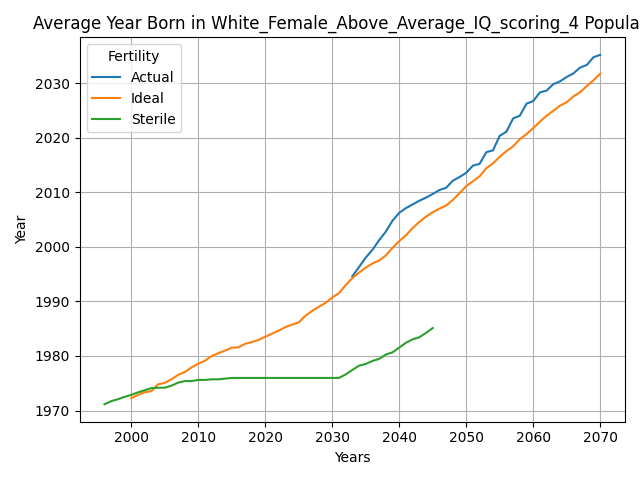 Average Year Born in White_Female_Above_Average_IQ_scoring_4 Popula
Fertility
Actual
Ideal
Sterile
2030
2020
2010
2000
1990
1980
1970
Year
2000 2010 2020 2030 2040 2050 2060 2070
Years